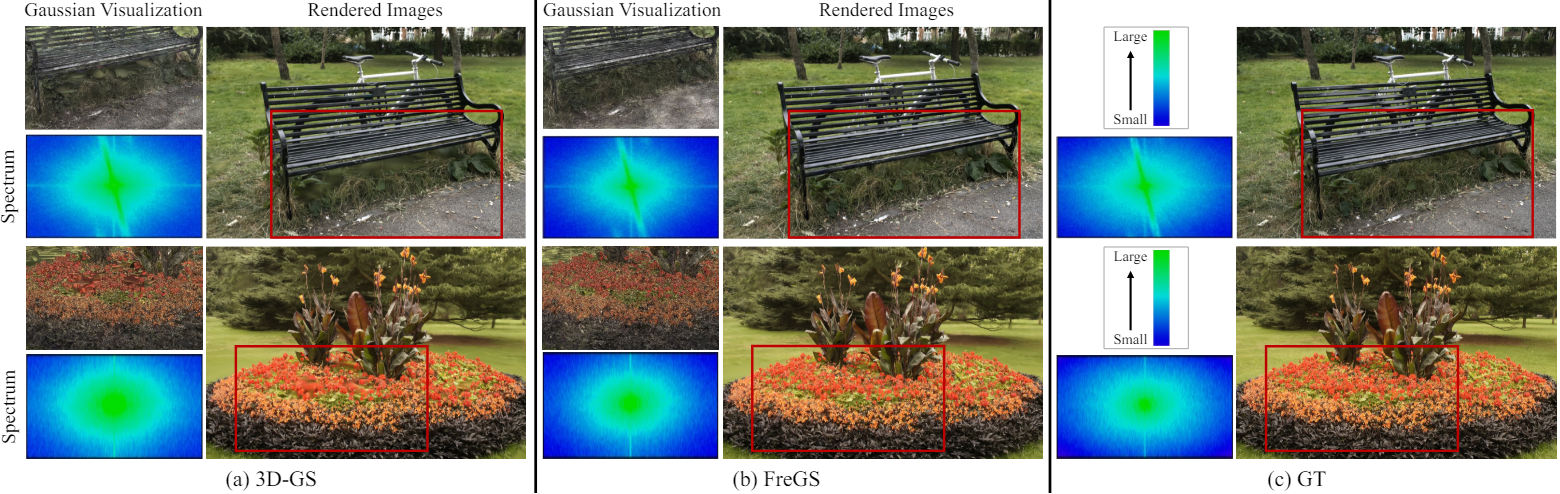 Gaussian Visualization
Rendered Images
Gaussian Visualization
Rendered Images
Large
Small
Spectrum
Large
Small
Spectrum
(a) 3D-GS
(b) FreGS
(c) GT